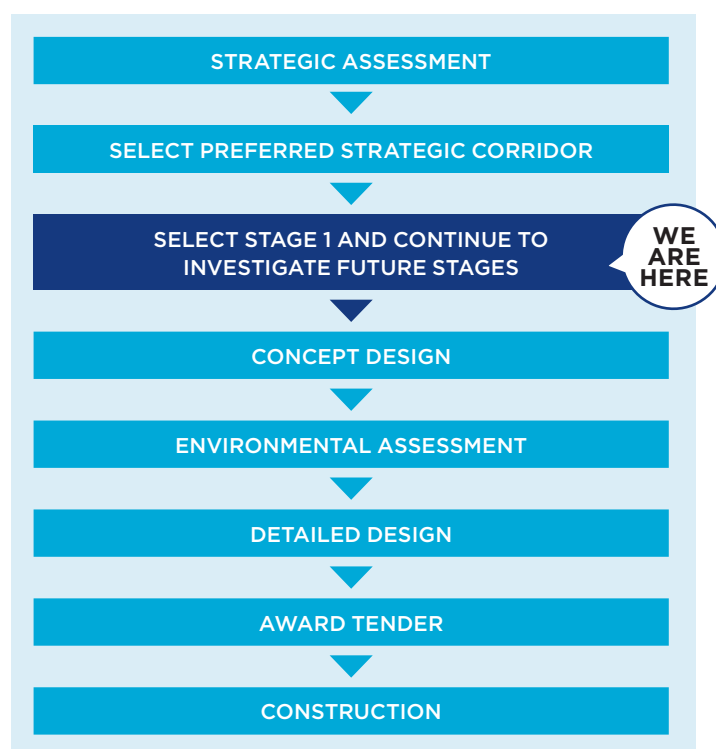 STRATEGIC ASSESSMENT
SELECT PREFERRED STRATEGIC CORRIDOR
SELECT STAGE 1 AND CONTINUE TO
INVESTIGATE FUTURE STAGES
WE
ARE
HERE
CONCEPT DESIGN
ENVIRONMENTAL ASSESSMENT
DETAILED DESIGN
AWARD TENDER
CONSTRUCTION